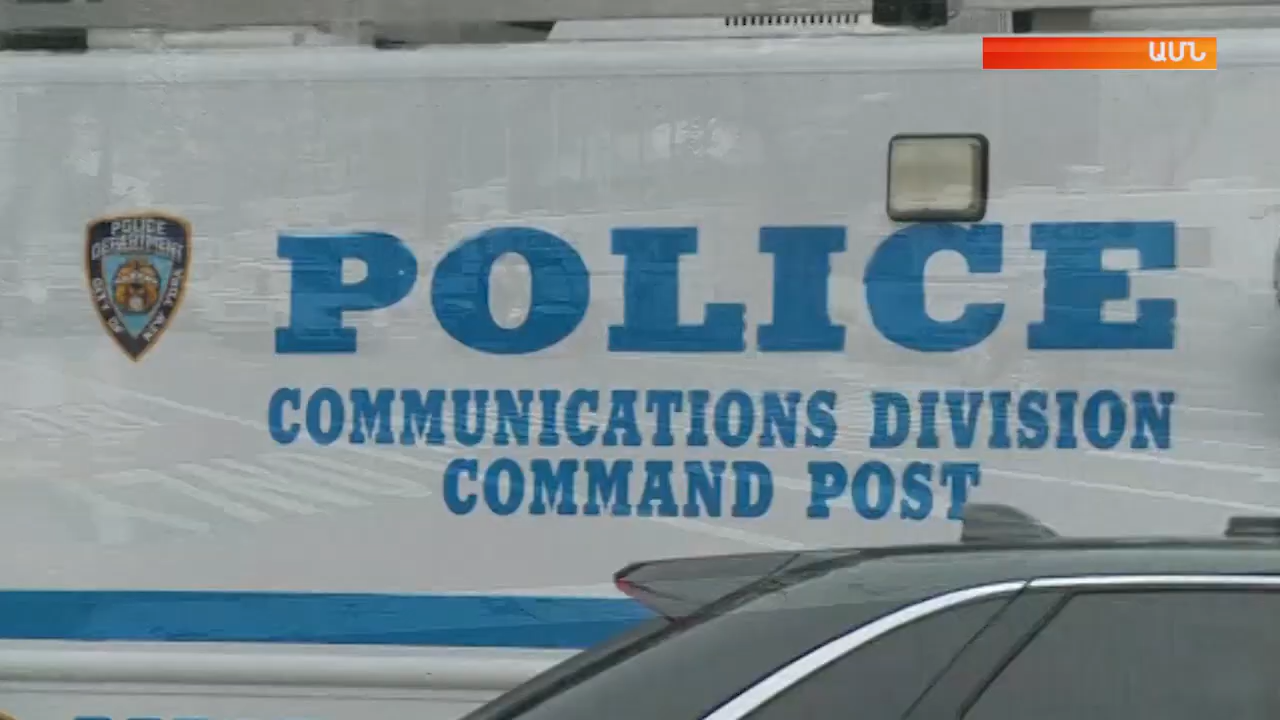 ԱՄՆ
POLICE
DEPARTMENT
CITY OF
NEW YORK
POLICE
COMMUNICATIONS DIVISION
COMMAND POST